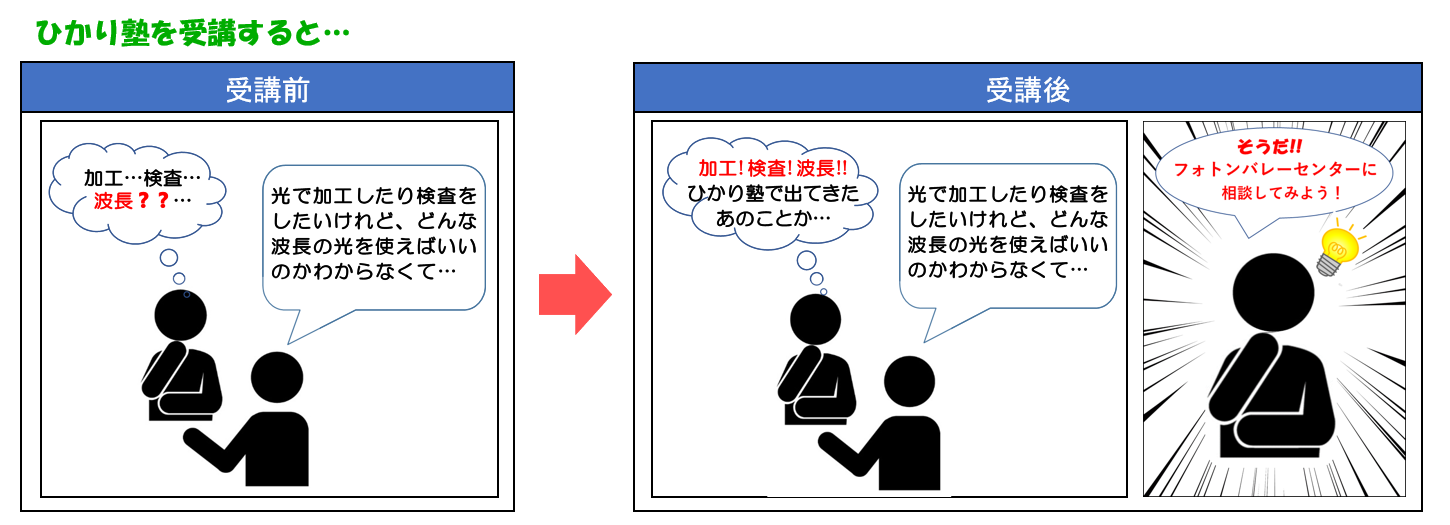 ひかり塾を受講すると…
受講前
加工…検査…
波長？？…
光で加工したり検査を
したいけれど、どんな
波長の光を使えばいい
のかわからなくて…
受講後
加工！検査！波長!!
ひかり塾で出てきた
あのことか…
光で加工したり検査を
したいけれど、どんな
波長の光を使えばいい
のかわからなくて…
そうだ!!
フォトンバレーセンターに
相談してみよう！